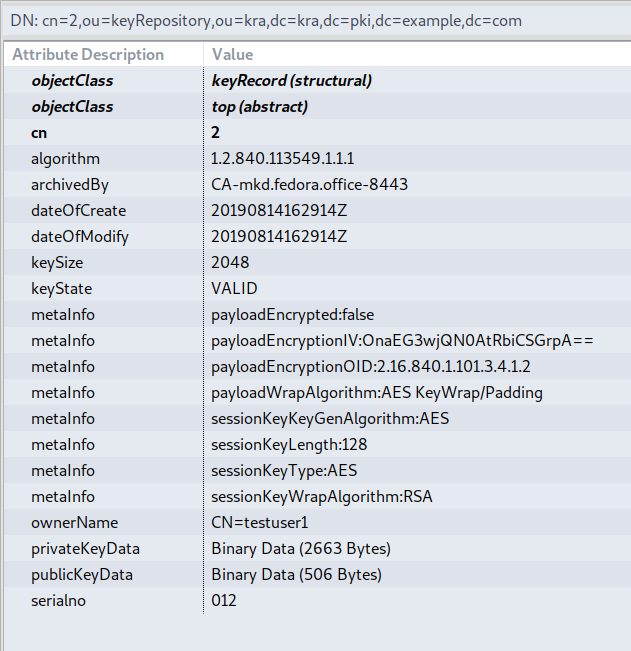 DN: cn=2,ou=keyRepository,ou=kra,dc=kra,dc=pki,dc=example,dc=com
Attribute Description Value
objectClass keyRecord (structural)
objectClass top (abstract)
cn 2
algorithm 1.2.840.113549.1.1.1
archivedBy CA-mkd.fedora.office-8443
dateOfCreate 20190814162914Z
dateOfModify 20190814162914Z
keySize 2048
keyState VALID
metaInfo payloadEncrypted:false
metaInfo payloadEncryptionIV:OnaEG3wjQN0AtRbiCSGrpA==
metaInfo payloadEncryptionOID:2.16.840.1.101.3.4.1.2
metaInfo payloadWrapAlgorithm:AES KeyWrap/Padding
metaInfo sessionKeyKeyGenAlgorithm:AES
metaInfo sessionKeyLength:128
metaInfo sessionKeyType:AES
metaInfo sessionKeyWrapAlgorithm:RSA
ownerName CN=testuser1
privateKeyData Binary Data (2663 Bytes)
publicKeyData Binary Data (506 Bytes)
serialno 012